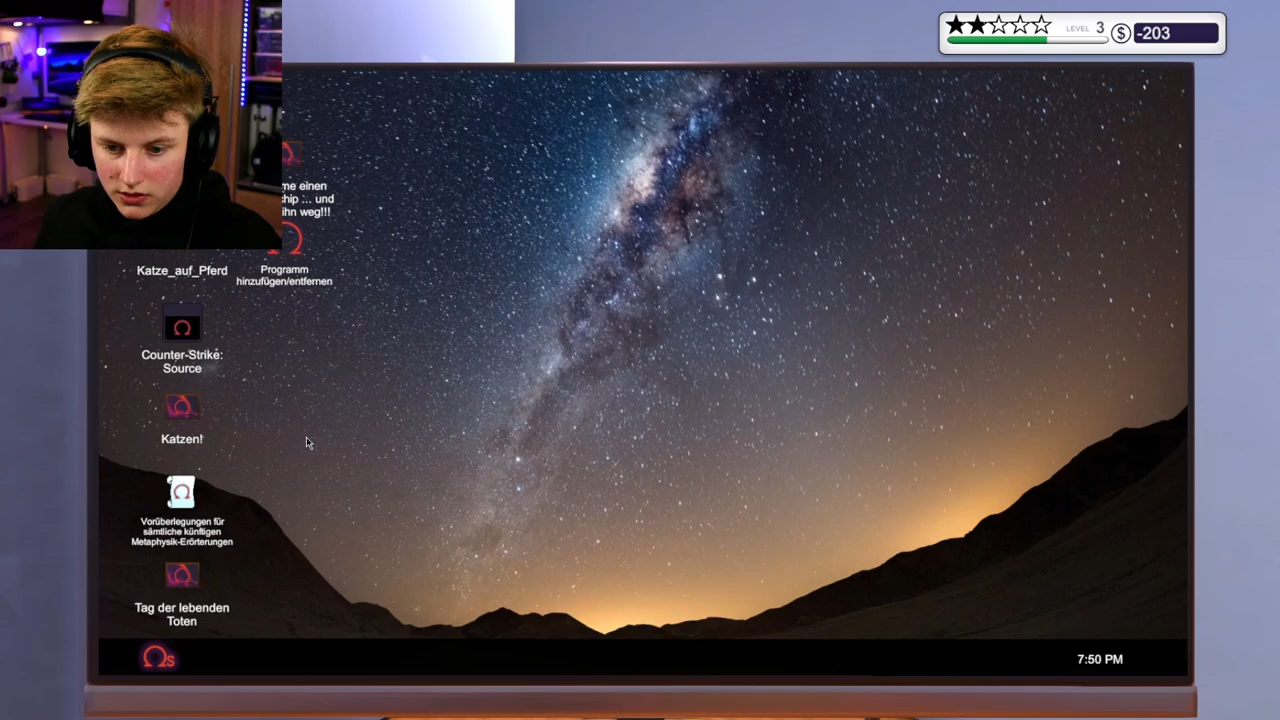 LEVEL 3
$ -203
me einen
chip :... und
ihn weg!!!
Katze_auf_Pferd
Programm
hinzufügen/entfernen
Counter-Strike:
Source
Katzen!
Vorüberlegungen für
sämtliche künftigen
Metaphysik-Erörterungen
Tag der lebenden
Toten
Ωs
7:50 PM